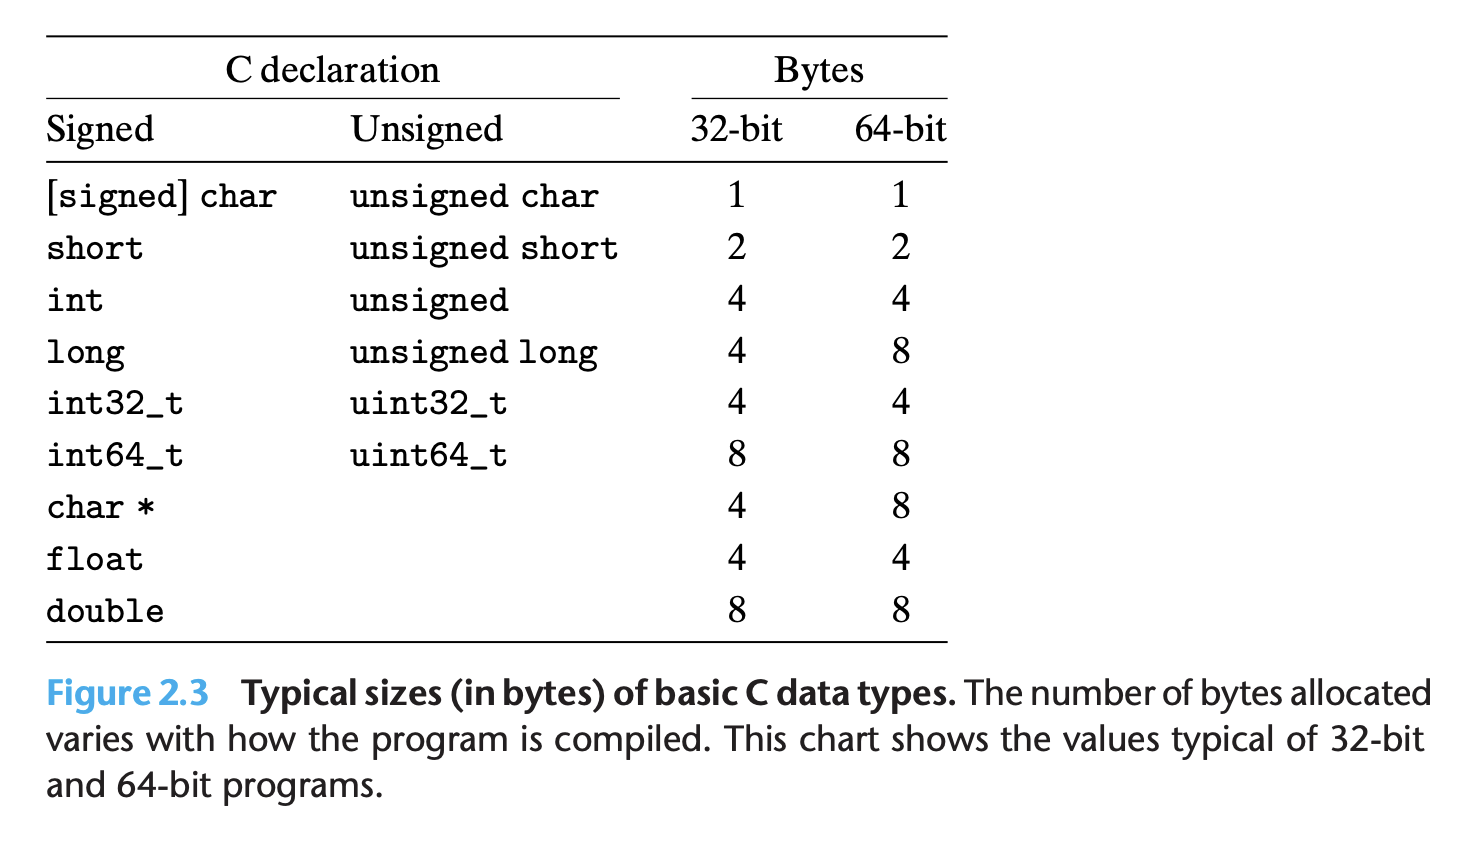 C declaration Bytes
Signed Unsigned 32-bit 64-bit
[signed] char unsigned char 1 1
short unsigned short 2 2
int unsigned 4 4
long unsigned long 4 8
int32_t uint32_t 4 4
int64_t uint64_t 8 8
char * 4 8
float 4 4
double 8 8
Figure 2.3 Typical sizes (in bytes) of basic C data types. The number of bytes allocated
varies with how the program is compiled. This chart shows the values typical of 32-bit
and 64-bit programs.